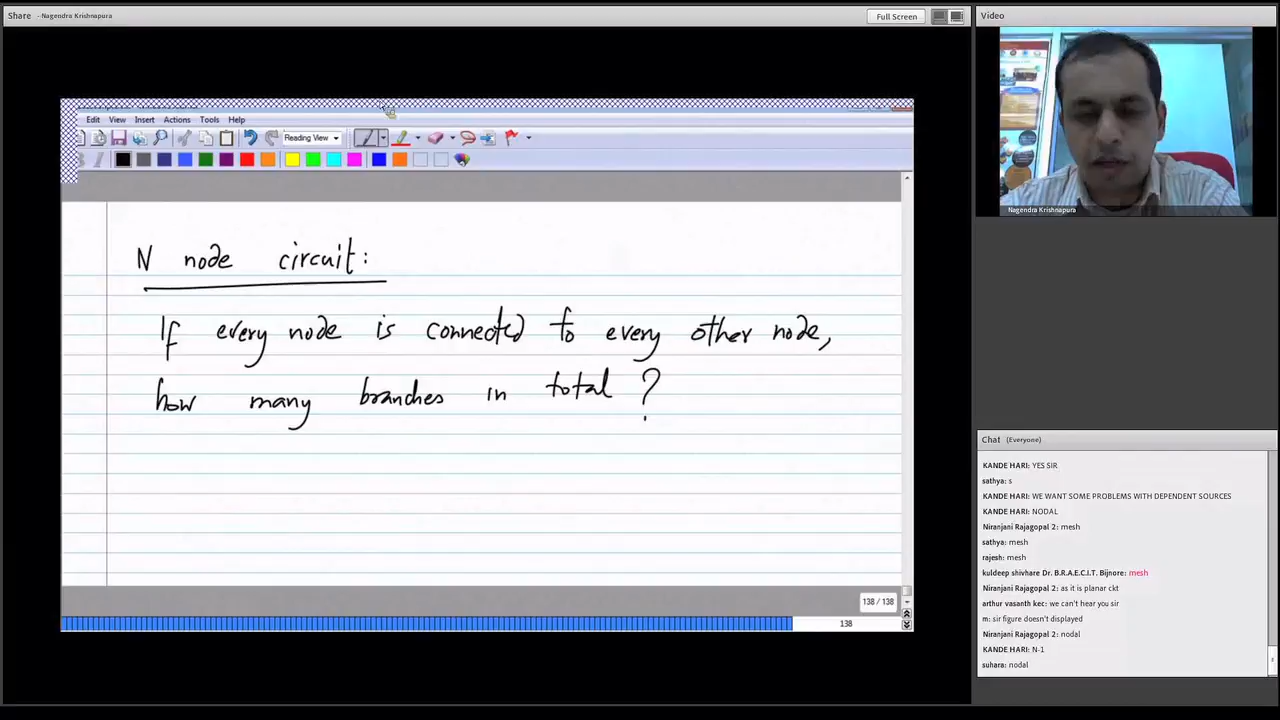 Share - Nagendra Krishnapura
Full Screen
Video
Edit View Insert Actions Tools Help
Reading View
N node circuit:
If every node is connected to every other node,
how many branches in total ?
138 / 138
138
Nagendra Krishnapura
Chat (Everyone)
KANDE HARI: YES SIR
sathya: s
KANDE HARI: WE WANT SOME PROBLEMS WITH DEPENDENT SOURCES
KANDE HARI: NODAL
Niranjani Rajagopal 2: mesh
sathya: mesh
rajesh: mesh
kuldeep shivhare Dr. B.R.A.E.C.I.T. Bijnore: mesh
Niranjani Rajagopal 2: as it is planar ckt
arthur vasanth kec: we can't hear you sir
m: sir figure doesn't displayed
Niranjani Rajagopal 2: nodal
KANDE HARI: N-1
suhara: nodal